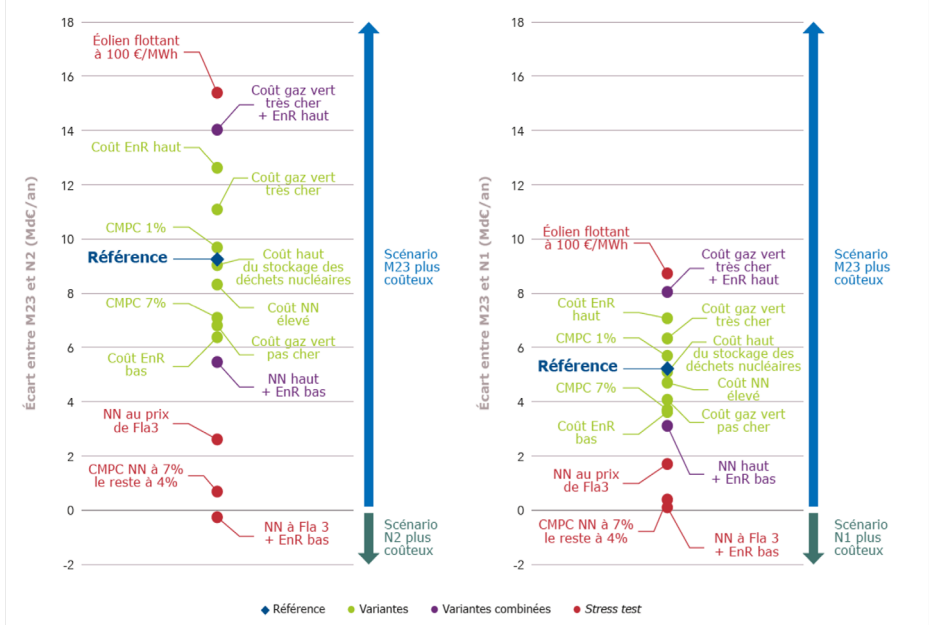 Écart entre M23 et N2 (Md€/an)
18
16
14
12
10
8
6
4
2
0
-2
Éolien flottant
à 100 €/MWh
Coût gaz vert
très cher
+ EnR haut
Coût EnR haut
Coût gaz vert
très cher
CMPC 1%
Référence
Coût haut
du stockage des
déchets nucléaires
CMPC 7%
Coût NN
élevé
Coût gaz vert
pas cher
Coût EnR
bas
NN haut
+ EnR bas
NN au prix
de Fla3
CMPC NN à 7%
le reste à 4%
NN à Fla 3
+ EnR bas
Scénario
M23 plus
coûteux
Scénario
N2 plus
coûteux
Écart entre M23 et N1 (Md€/an)
18
16
14
12
10
8
6
4
2
0
-2
Éolien flottant
à 100 €/MWh
Coût gaz vert
très cher
+ EnR haut
Coût EnR
haut
Coût gaz vert
très cher
CMPC 1%
Coût haut
du stockage des
déchets nucléaires
Référence
CMPC 7%
Coût NN
élevé
Coût gaz vert
pas cher
Coût EnR
bas
NN haut
+ EnR bas
NN au prix
de Fla3
CMPC NN à 7%
le reste à 4%
NN à Fla 3
+ EnR bas
Scénario
M23 plus
coûteux
Scénario
N1 plus
coûteux
Référence Variantes Variantes combinées Stress test